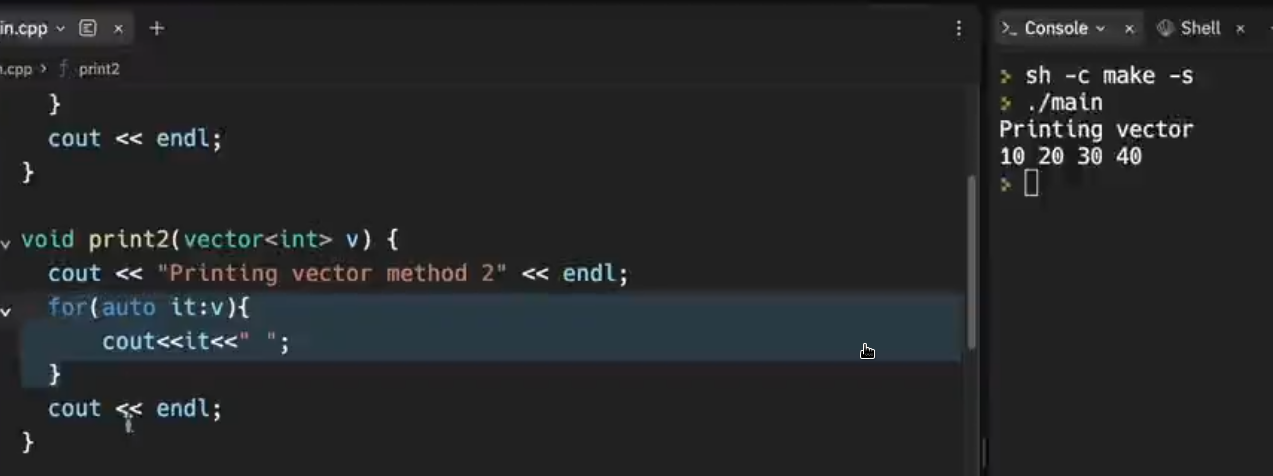 in.cpp
.cpp > f print2
}
cout << endl;
}
void print2(vector<int> v) {
cout << "Printing vector method 2" << endl;
for(auto it:v){
cout<<it<<" ";
}
cout << endl;
}
>_ Console
Shell
> sh -c make -s
> ./main
Printing vector
10 20 30 40
>